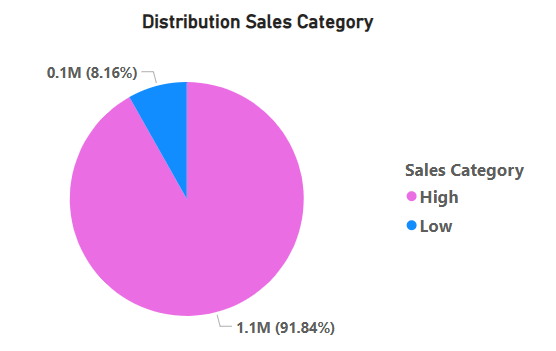 Distribution Sales Category
0.1M (8.16%)
Sales Category
High
Low
1.1M (91.84%)